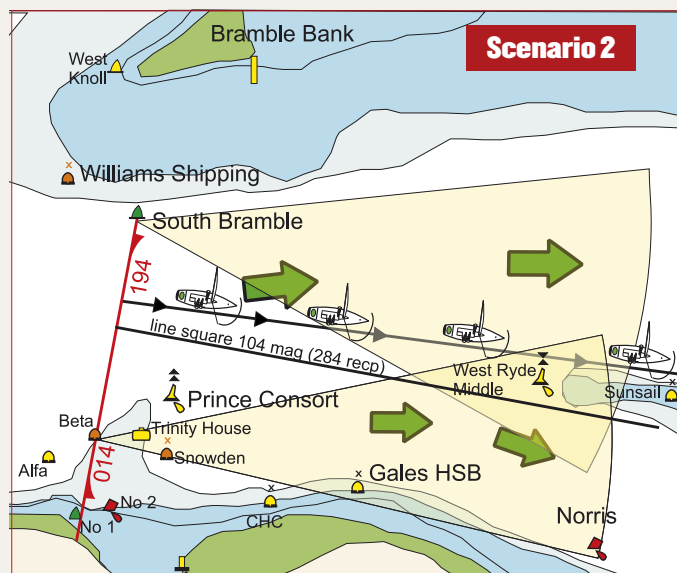 Bramble Bank
Scenario 2
West
Knoll
x
Williams Shipping
South Bramble
194
line square 104 mag (284 recp)
West Ryde
Middle
x
Sunsail
Prince Consort
Beta
Trinity House
x
Snowden
Alfa
014
x
Gales HSB
x
CHC
No 2
No 1
Norris